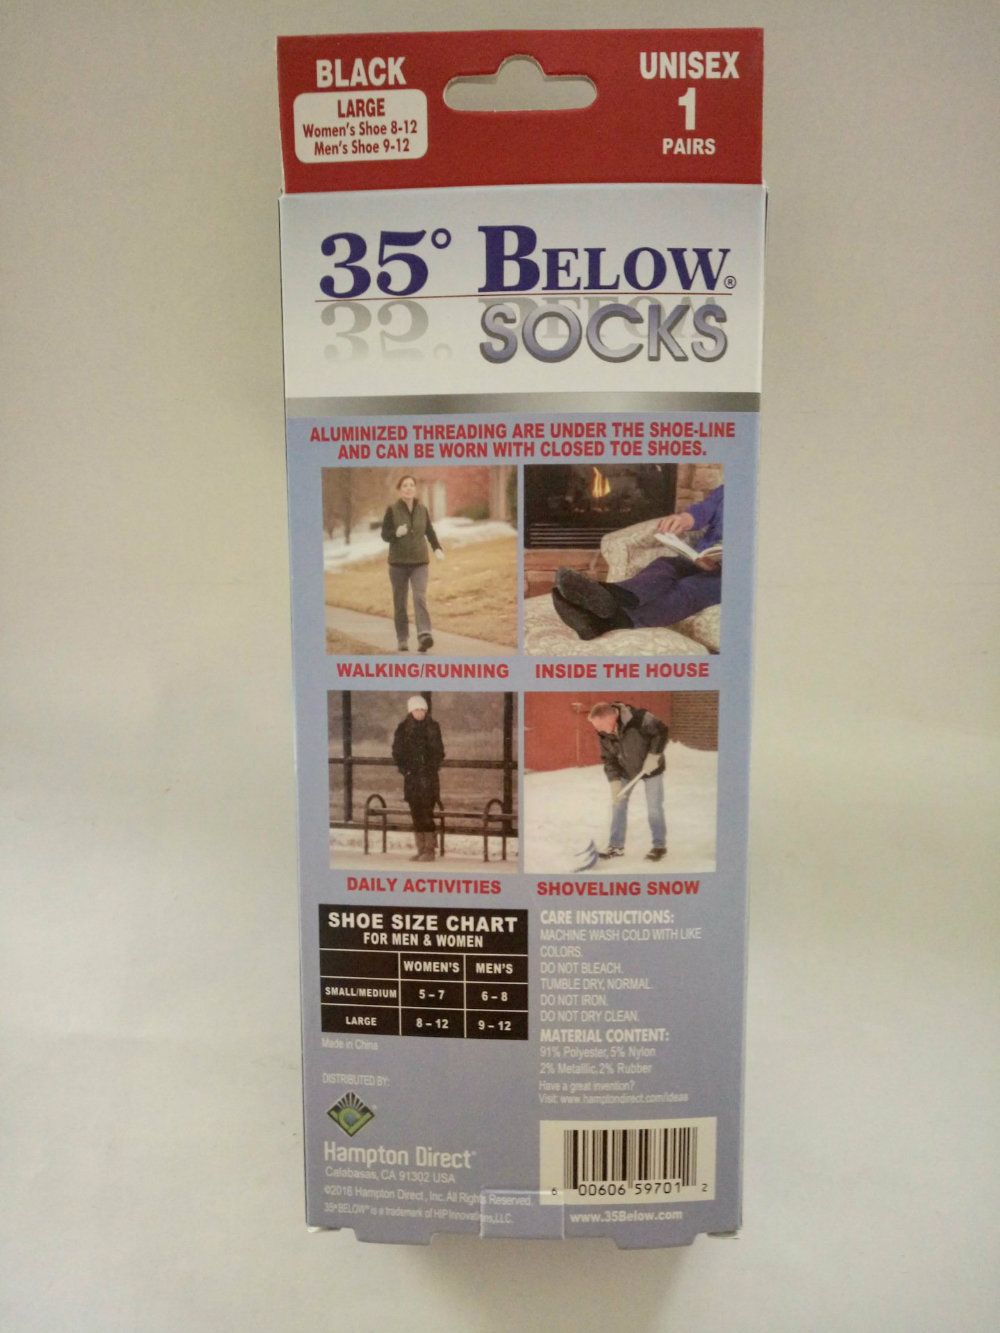 BLACK
LARGE
Women's Shoe 8-12
Men's Shoe 9-12
UNISEX
1
PAIRS
35° BELOW®
SOCKS
ALUMINIZED THREADING ARE UNDER THE SHOE-LINE
AND CAN BE WORN WITH CLOSED TOE SHOES.
WALKING/RUNNING
INSIDE THE HOUSE
DAILY ACTIVITIES
SHOVELING SNOW
SHOE SIZE CHART
FOR MEN & WOMEN
WOMEN'S MEN'S
SMALL/MEDIUM 5 – 7 6 – 8
LARGE 8 – 12 9 – 12
Made in China
DISTRIBUTED BY:
Hampton Direct®
Calabasas, CA 91302 USA
©2016 Hampton Direct, Inc. All Rights Reserved.
35° BELOW® is a trademark of HIP Innovations, LLC.
CARE INSTRUCTIONS:
MACHINE WASH COLD WITH LIKE
COLORS.
DO NOT BLEACH.
TUMBLE DRY, NORMAL.
DO NOT IRON.
DO NOT DRY CLEAN.
MATERIAL CONTENT:
91% Polyester, 5% Nylon
2% Metallic, 2% Rubber
Have a great invention?
Visit: www.hamptondirect.com/ideas
6 00606 59701 2
www.35Below.com